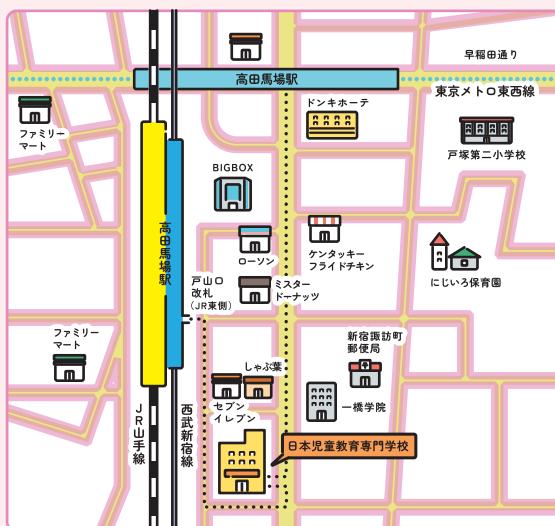 早稲田通り
高田馬場駅
東京メトロ東西線
ドンキホーテ
ファミリー
マート
戸塚第二小学校
BIGBOX
高田馬場駅
ローソン
ケンタッキー
フライドチキン
にじいろ保育園
戸山口
改札
(JR東側)
ミスター
ドーナッツ
ファミリー
マート
新宿諏訪町
郵便局
しゃぶ葉
セブン
イレブン
一橋学院
JR山手線
西武新宿線
日本児童教育専門学校